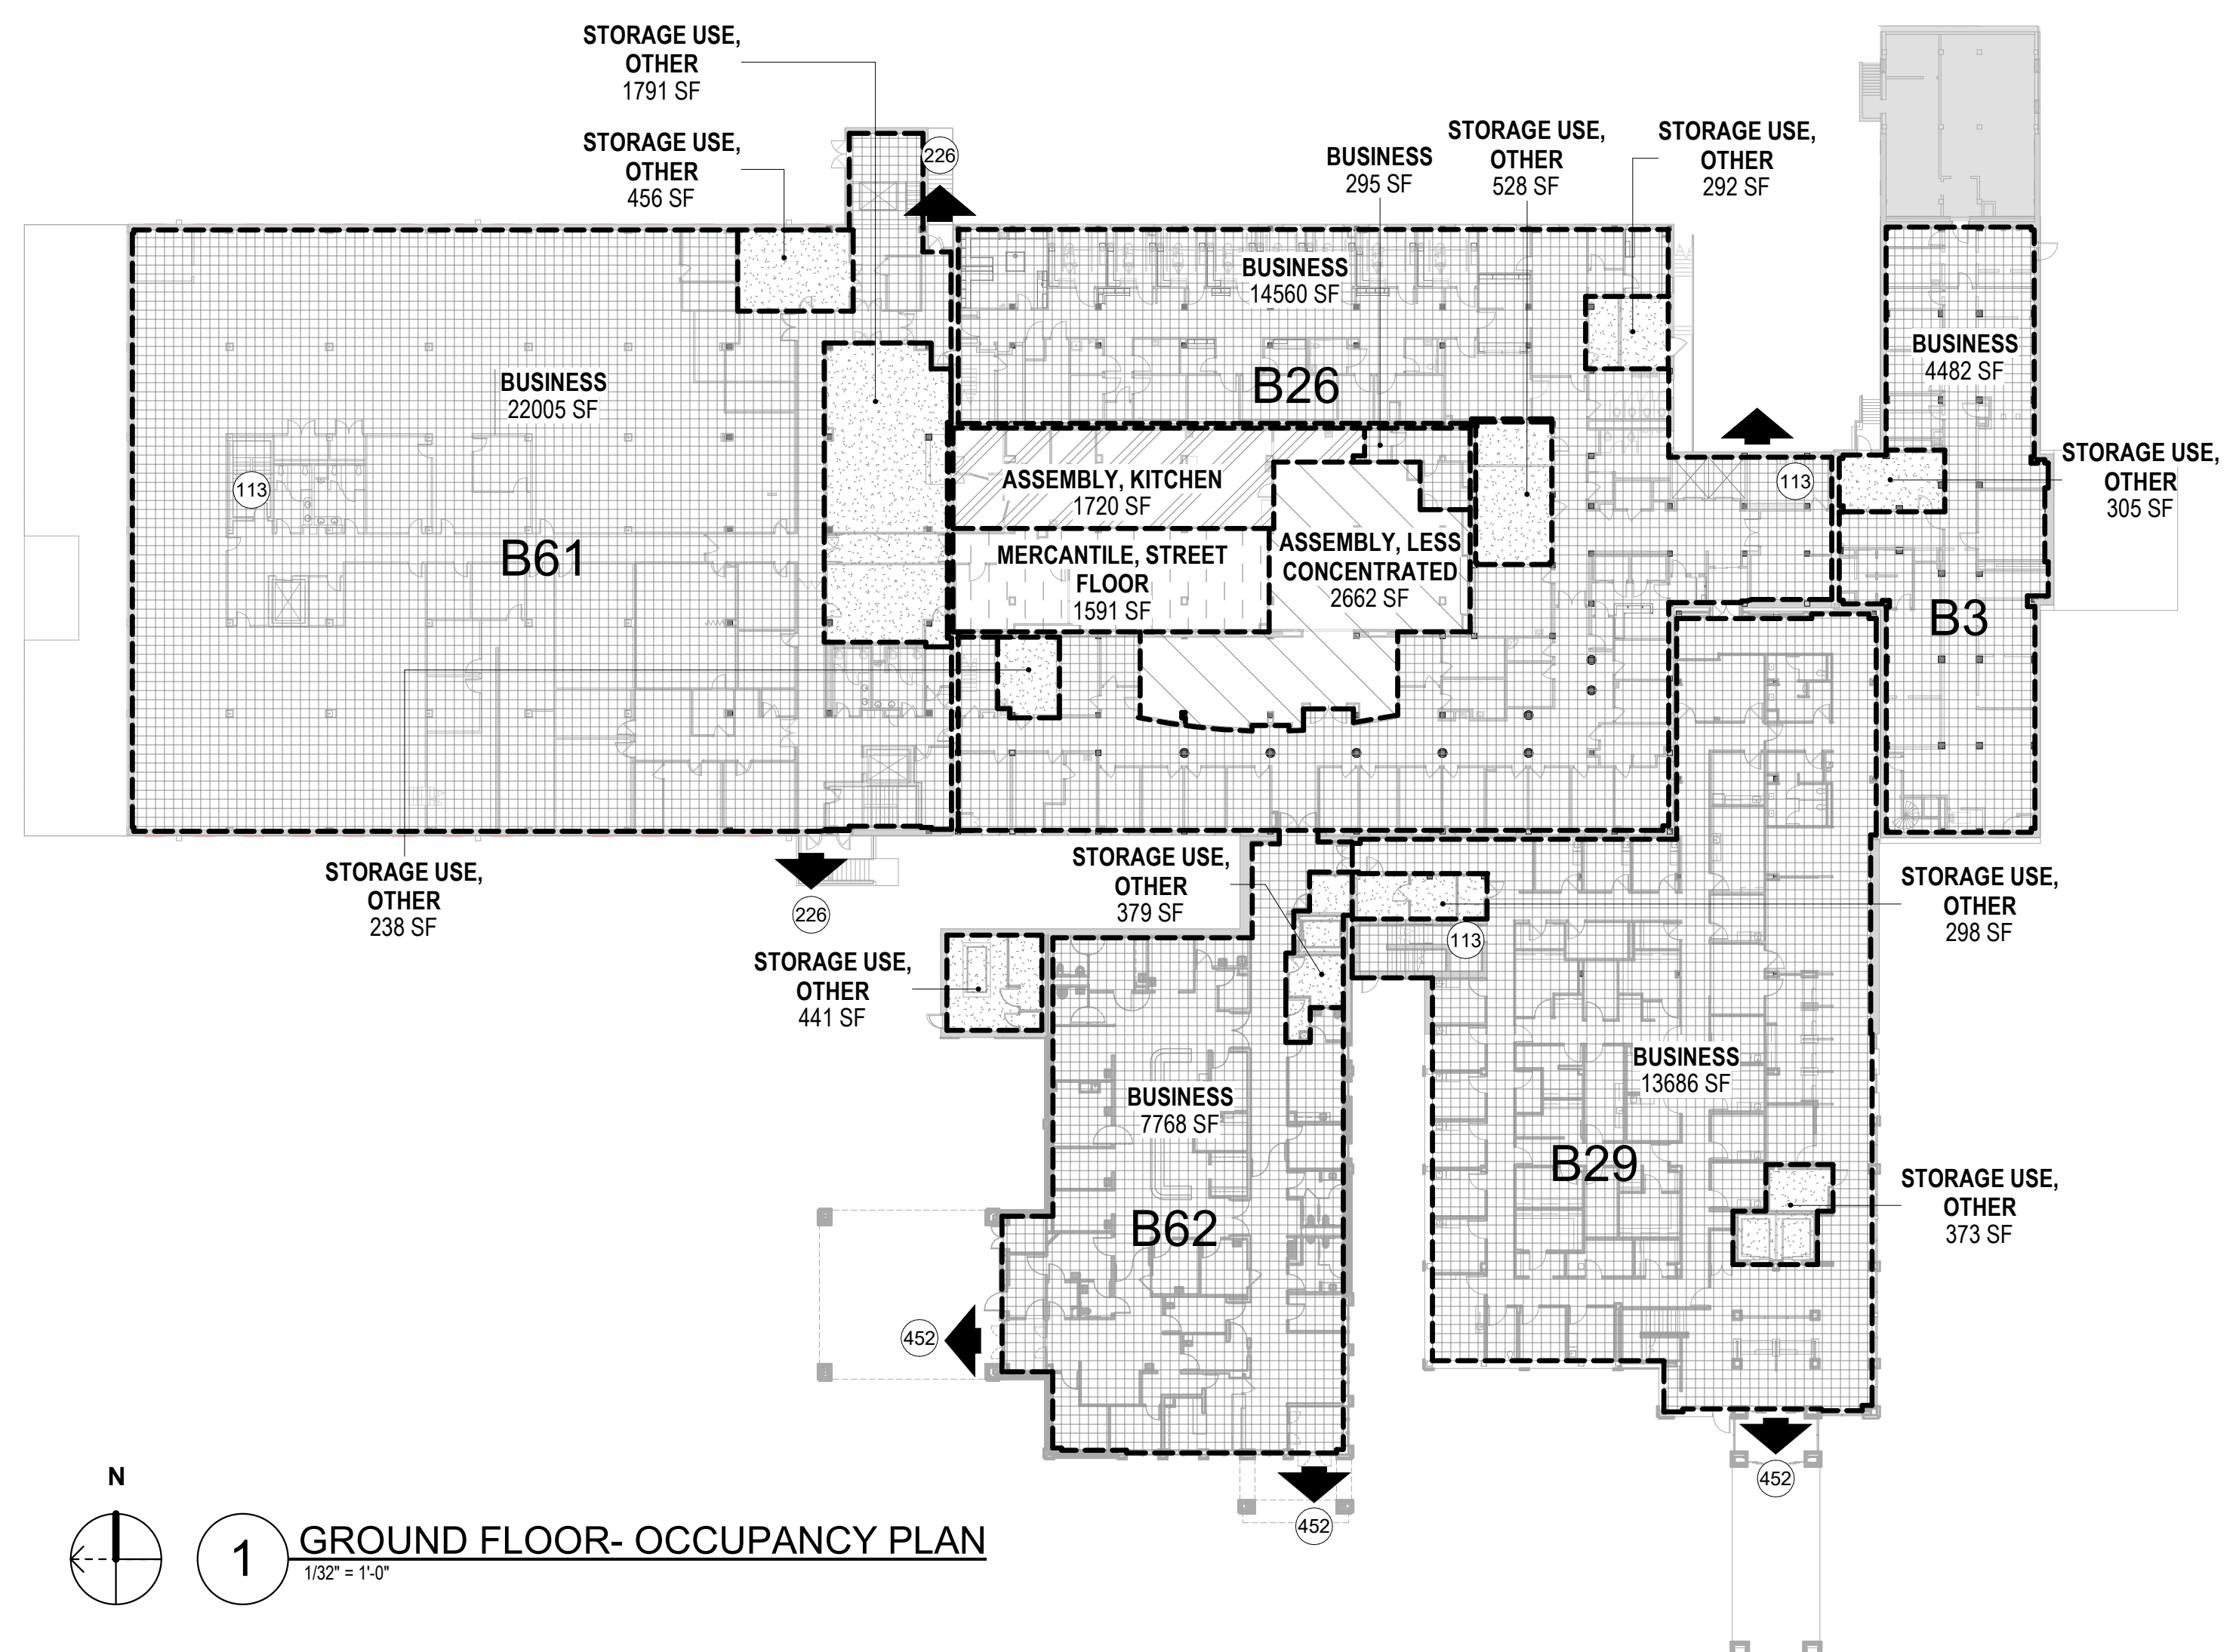 STORAGE USE,
OTHER
1791 SF
STORAGE USE,
OTHER
456 SF
226
BUSINESS
295 SF
STORAGE USE,
OTHER
528 SF
STORAGE USE,
OTHER
292 SF
BUSINESS
14560 SF
BUSINESS
4482 SF
BUSINESS
22005 SF
B26
113
ASSEMBLY, KITCHEN
1720 SF
113
STORAGE USE,
OTHER
305 SF
B61
MERCANTILE, STREET
FLOOR
1591 SF
ASSEMBLY, LESS
CONCENTRATED
2662 SF
B3
STORAGE USE,
OTHER
238 SF
226
STORAGE USE,
OTHER
379 SF
STORAGE USE,
OTHER
298 SF
113
STORAGE USE,
OTHER
441 SF
BUSINESS
7768 SF
BUSINESS
13686 SF
B29
STORAGE USE,
OTHER
373 SF
B62
452
452
452
N
1
GROUND FLOOR- OCCUPANCY PLAN
1/32" = 1'-0"